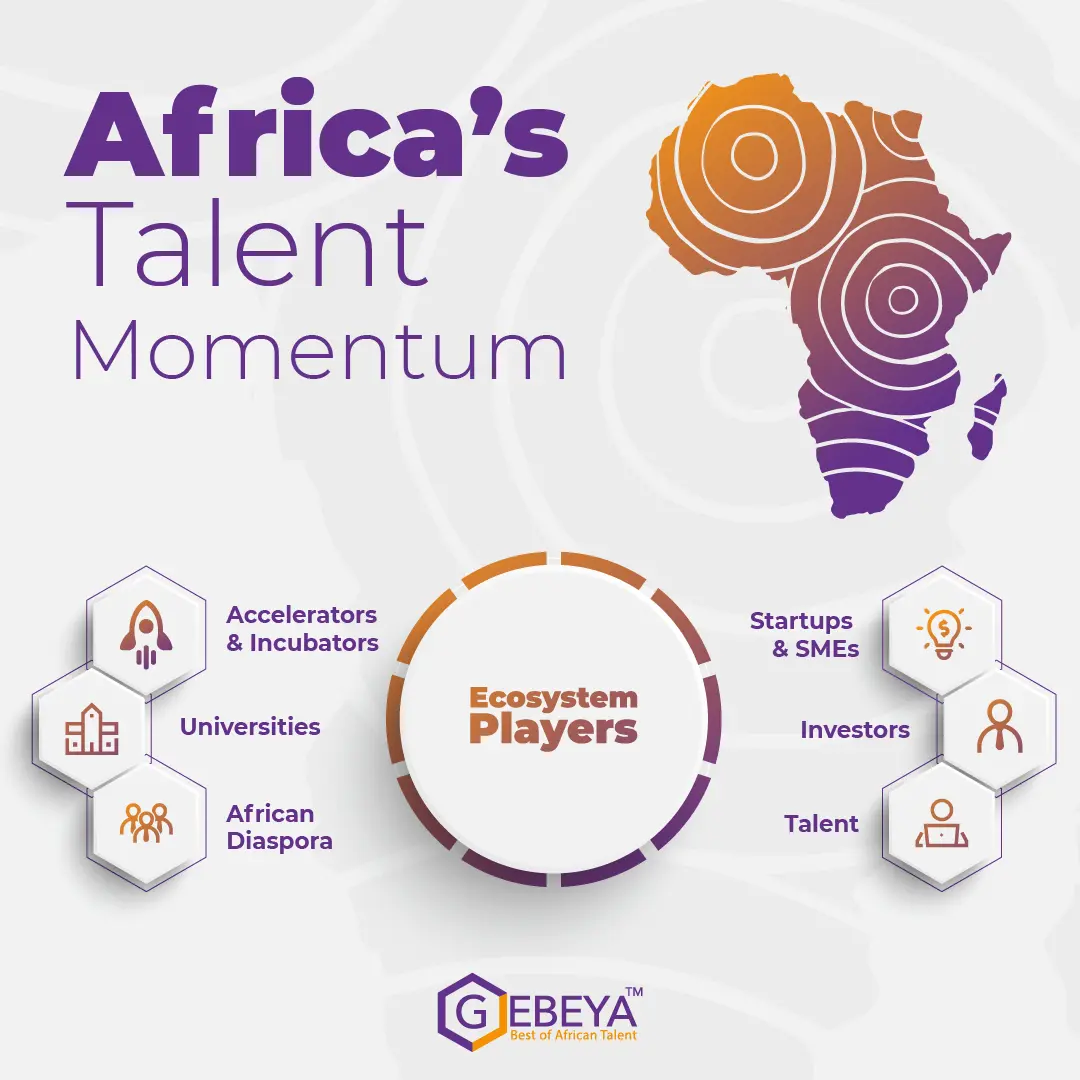 Africa's
Talent
Momentum
Accelerators
& Incubators
Universities
African
Diaspora
Ecosystem
Players
Startups
& SMEs
Investors
Talent
GEBEYA™
Best of African Talent